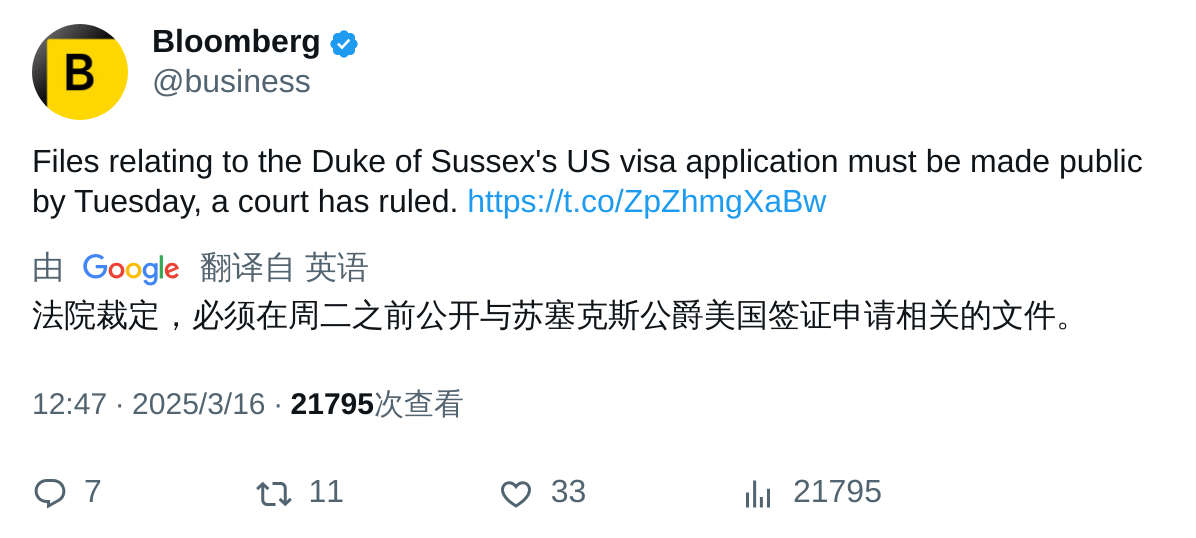 Bloomberg
@business
B
Files relating to the Duke of Sussex's US visa application must be made public
by Tuesday, a court has ruled. https://t.co/ZpZhmgXaBw
由 Google 翻译自 英语
法院裁定，必须在周二之前公开与苏塞克斯公爵美国签证申请相关的文件。
12:47 · 2025/3/16 · 21795次查看
7 11 33 21795